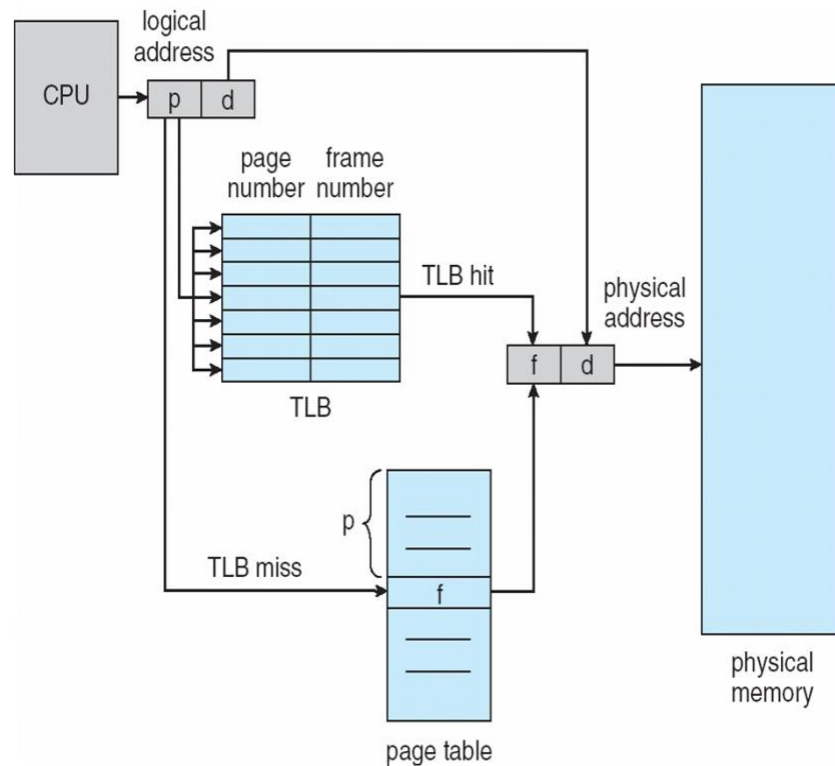 logical
address
CPU
p
d
page
number
frame
number
TLB hit
TLB
physical
address
f
d
p
TLB miss
f
page table
physical
memory